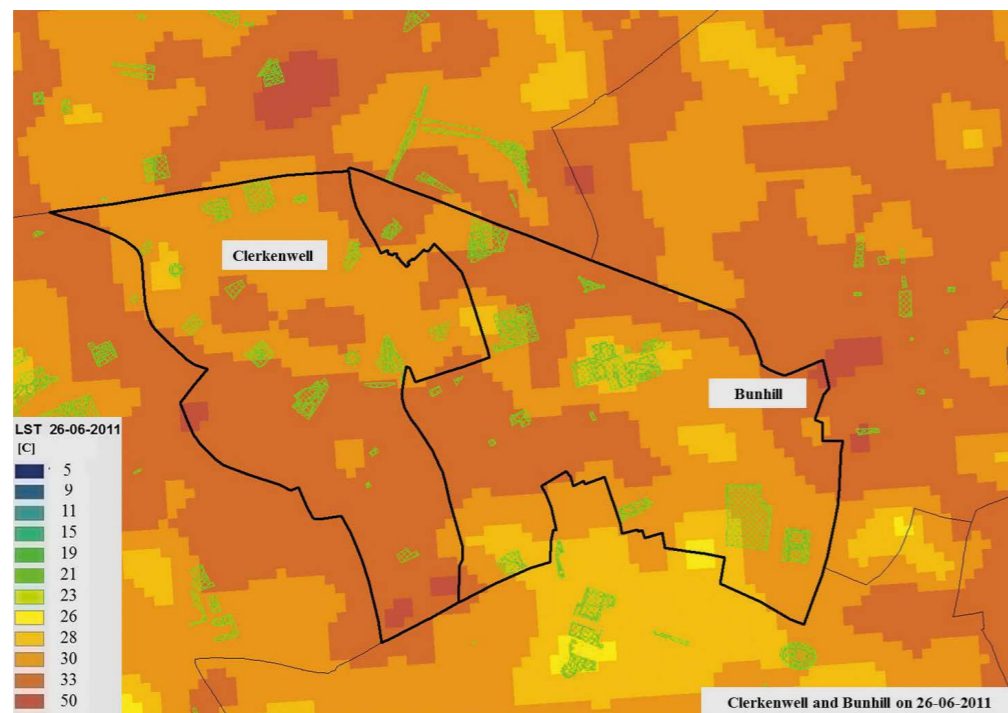 Clerkenwell
Bunhill
LST 26-06-2011
[C]
5
9
11
15
19
21
23
26
28
30
33
50
Clerkenwell and Bunhill on 26-06-2011